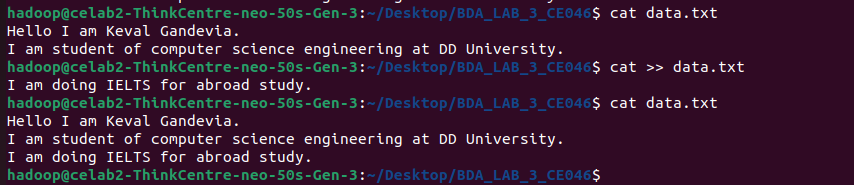 hadoop@celab2-ThinkCentre-neo-50s-Gen-3:~/Desktop/BDA_LAB_3_CE046$ cat data.txt
Hello I am Keval Gandevia.
I am student of computer science engineering at DD University.
hadoop@celab2-ThinkCentre-neo-50s-Gen-3:~/Desktop/BDA_LAB_3_CE046$ cat >> data.txt
I am doing IELTS for abroad study.
hadoop@celab2-ThinkCentre-neo-50s-Gen-3:~/Desktop/BDA_LAB_3_CE046$ cat data.txt
Hello I am Keval Gandevia.
I am student of computer science engineering at DD University.
I am doing IELTS for abroad study.
hadoop@celab2-ThinkCentre-neo-50s-Gen-3:~/Desktop/BDA_LAB_3_CE046$